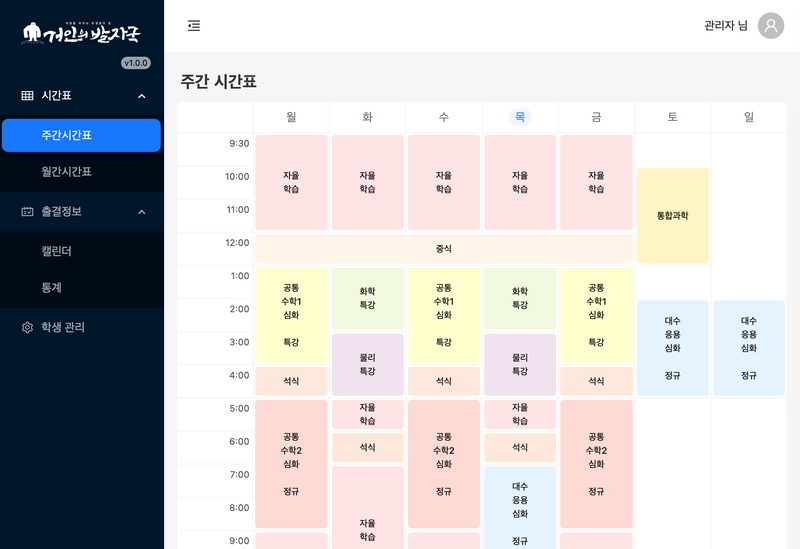 거인의 발자국
v1.0.0
시간표
주간시간표
월간시간표
출결정보
캘린더
통계
학생 관리
관리자 님
주간 시간표
월 화 수 목 금 토 일
9:30
10:00
11:00
12:00
1:00
2:00
3:00
4:00
5:00
6:00
7:00
8:00
9:00
자율
학습
자율
학습
자율
학습
자율
학습
자율
학습
통합과학
중식
공통
수학1
심화
특강
화학
특강
공통
수학1
심화
특강
화학
특강
공통
수학1
심화
특강
물리
특강
물리
특강
대수
응용
심화
정규
대수
응용
심화
정규
석식
석식
석식
공통
수학2
심화
정규
자율
학습
공통
수학2
심화
정규
자율
학습
공통
수학2
심화
정규
석식
석식
자율
학습
대수
응용
심화
정규